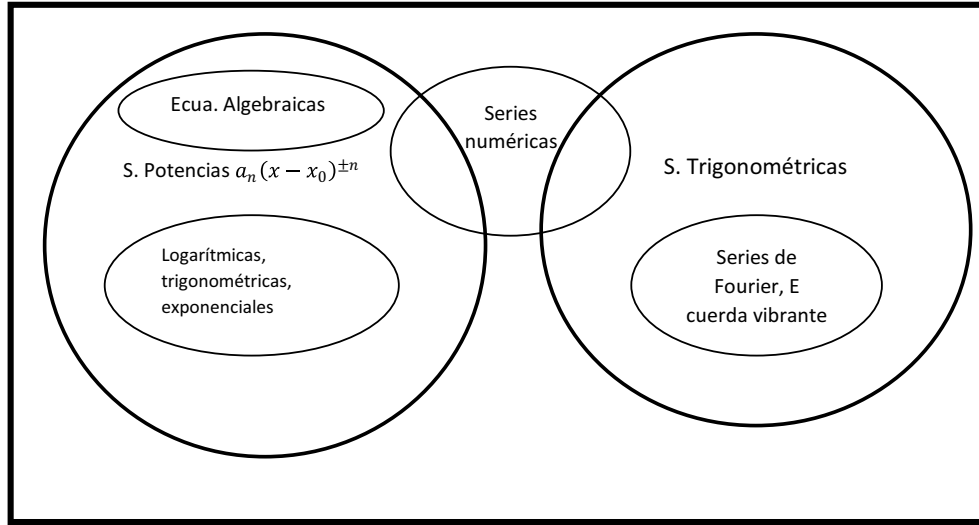 Ecua. Algebraicas
S. Potencias $a_n(x - x_0)^{\pm n}$
Logarítmicas,
trigonométricas,
exponenciales
Series
numéricas
S. Trigonométricas
Series de
Fourier, E
cuerda vibrante